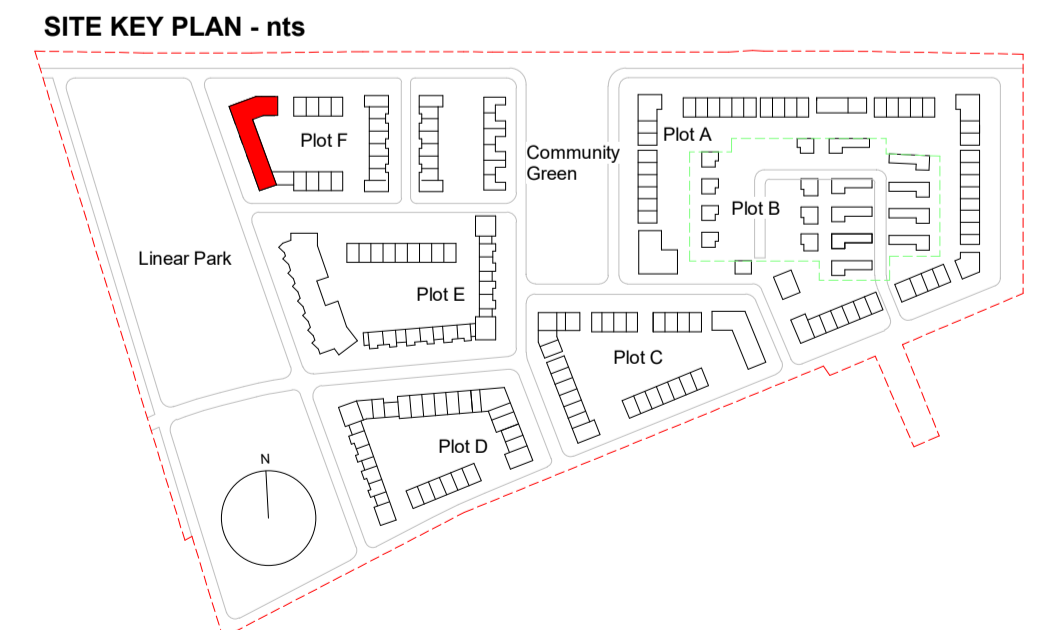 SITE KEY PLAN - nts
Plot F
Community
Green
Plot A
Plot B
Linear Park
Plot E
Plot C
Plot D
N